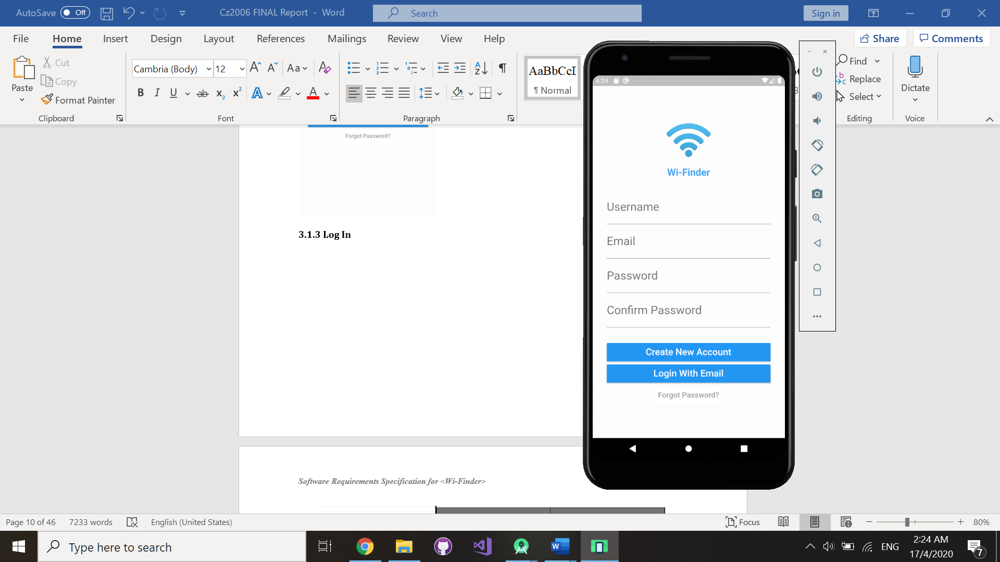 AutoSave Off Cz2006 FINAL Report - Word Search Sign in
File Home Insert Design Layout References Mailings Review View Help Share Comments
Paste
Cut
Copy
Format Painter
Clipboard
Cambria (Body) 12
Font
Paragraph
AaBbCcI
¶ Normal
Find
Replace
Select
Editing
Dictate
Voice
Forgot Password?
3.1.3 Log In
Software Requirements Specification for <Wi-Finder>
6:24
Wi-Finder
Username
Email
Password
Confirm Password
Create New Account
Login With Email
Forgot Password?
Page 10 of 46 7233 words English (United States) Focus 80%
Type here to search
ENG
2:24 AM
17/4/2020
7